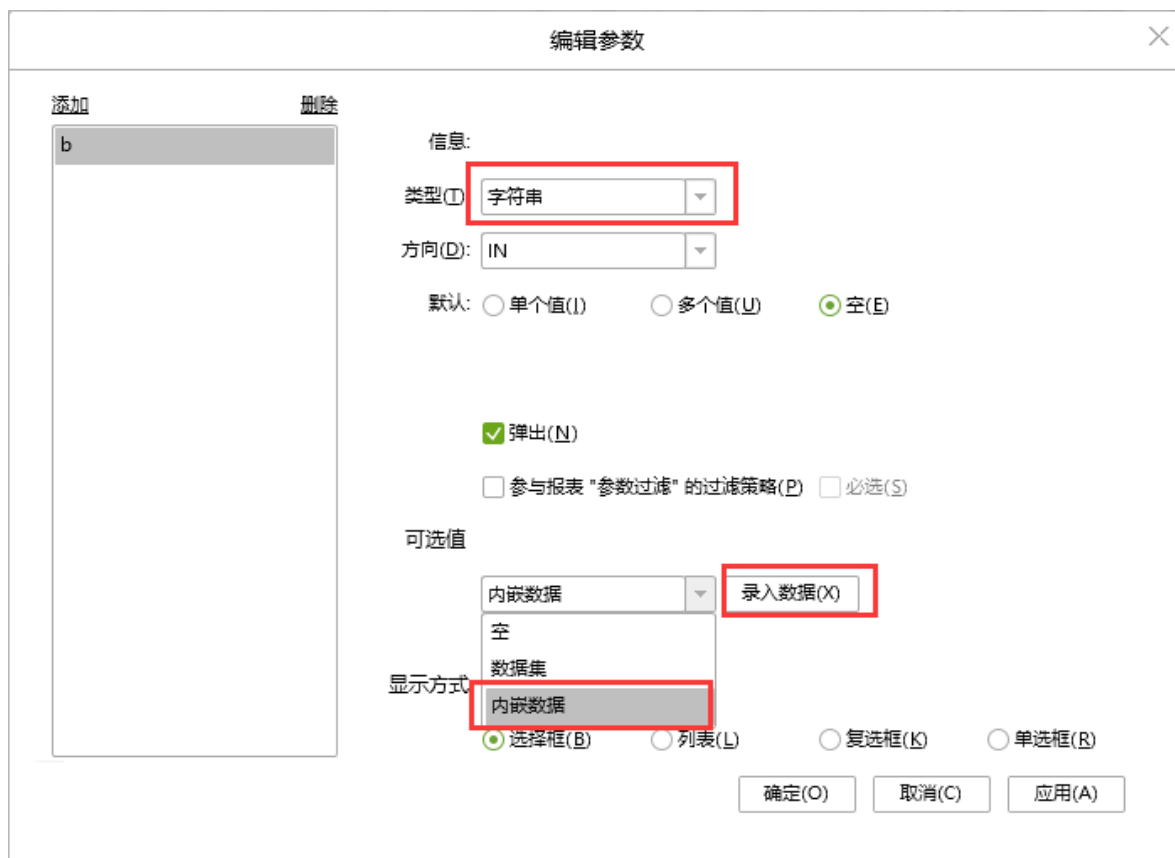 编辑参数
添加 删除
b
信息:
类型(T) 字符串
方向(D): IN
默认: 单个值(I) 多个值(U) 空(E)
弹出(N)
参与报表 "参数过滤" 的过滤策略(P) 必选(S)
可选值
内嵌数据 录入数据(X)
空
数据集
显示方式
内嵌数据
选择框(B) 列表(L) 复选框(K) 单选框(R)
确定(O) 取消(C) 应用(A)